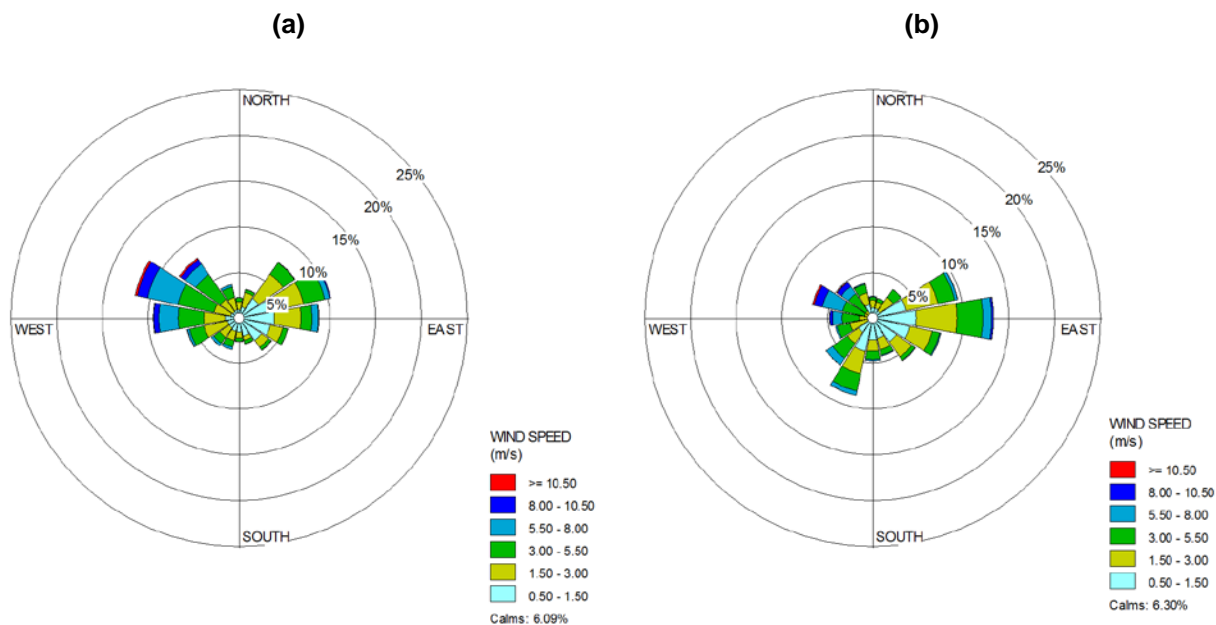 (a)
(b)
NORTH
25%
20%
15%
10%
5%
WEST
EAST
SOUTH
WIND SPEED
(m/s)
>= 10.50
8.00 - 10.50
5.50 - 8.00
3.00 - 5.50
1.50 - 3.00
0.50 - 1.50
Calms: 6.09%
NORTH
25%
20%
15%
10%
5%
WEST
EAST
SOUTH
WIND SPEED
(m/s)
>= 10.50
8.00 - 10.50
5.50 - 8.00
3.00 - 5.50
1.50 - 3.00
0.50 - 1.50
Calms: 6.30%